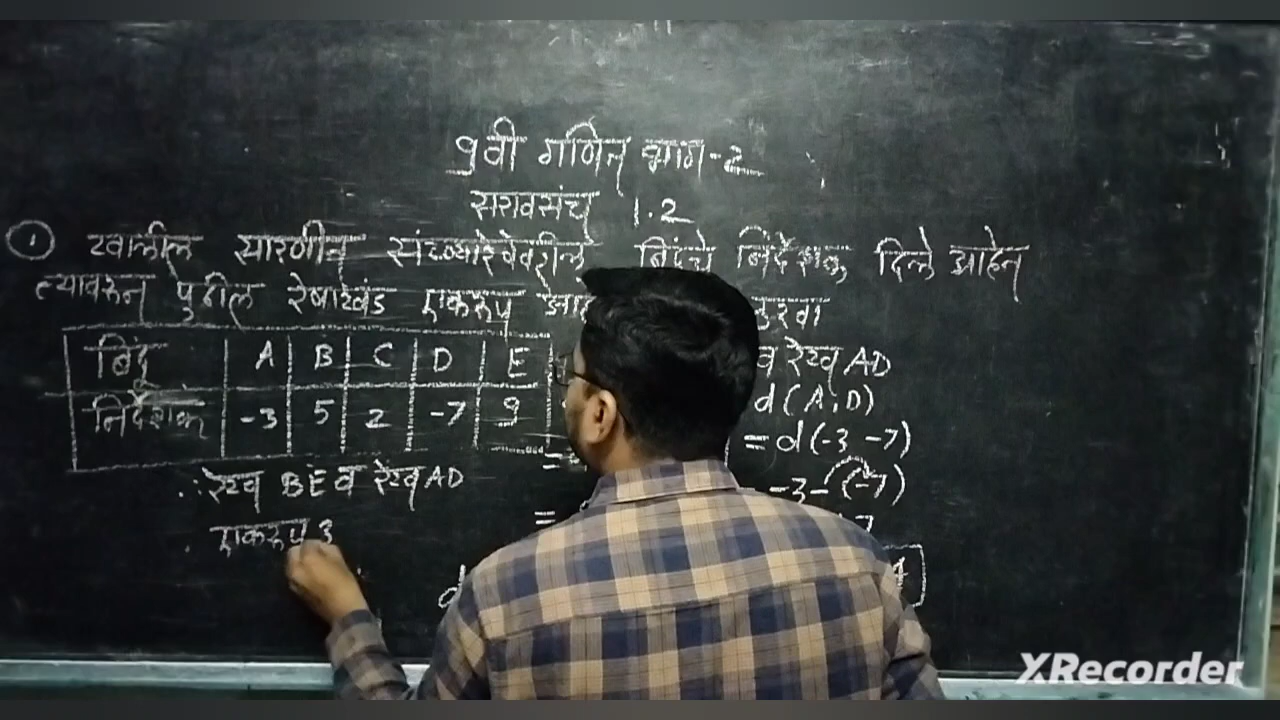 9वी गणित भाग-2
सरावसंच 1.2
1 खालील सारणीत संख्यारेषेवरील बिंदूंचे निर्देशक दिले आहेत
त्यावरून पुढील रेषाखंड एकरूप ठरवा
बिंदू A B C D E
निर्देशक -3 5 2 -7 9
व रेख AD
d(A,D)
= d(-3 -7)
-3-(-7)
∴ रेख BE व रेख AD
एकरूप
XRecorder